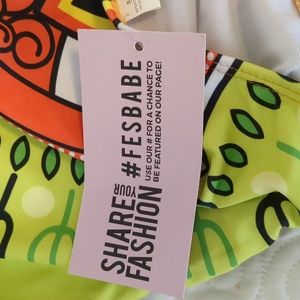 SHARE YOUR
FASHION
#FESBABE
USE OUR # FOR A CHANCE TO
BE FEATURED ON OUR PAGE!